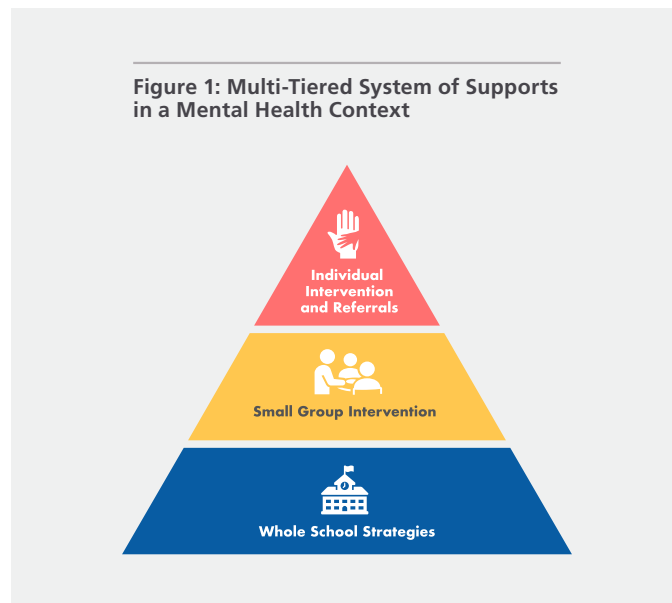 Figure 1: Multi-Tiered System of Supports
in a Mental Health Context
Individual
Intervention
and Referrals
Small Group Intervention
Whole School Strategies